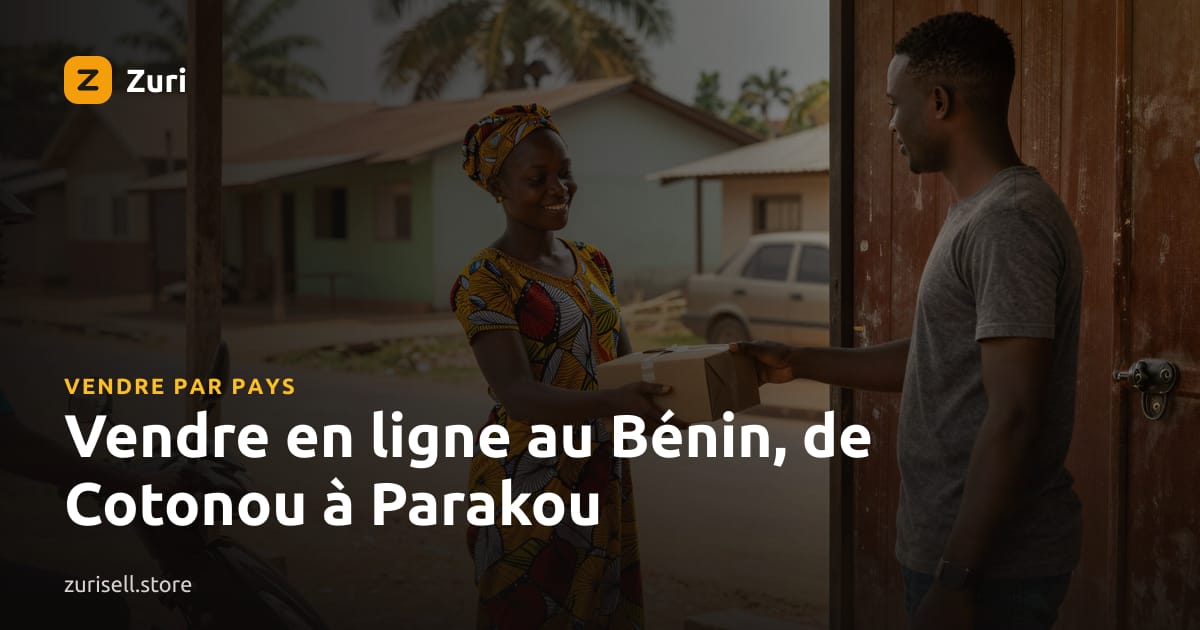 Z Zuri
VENDRE PAR PAYS
Vendre en ligne au Bénin, de
Cotonou à Parakou
zurisell.store